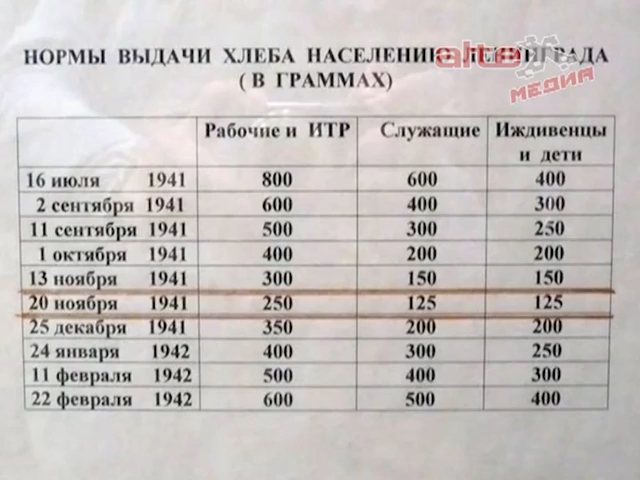 alte
МЕДИА
НОРМЫ ВЫДАЧИ ХЛЕБА НАСЕЛЕНИЮ ЛЕНИНГРАДА
( В ГРАММАХ)
Рабочие и ИТР Служащие Иждивенцы и дети
16 июля 1941 800 600 400
2 сентября 1941 600 400 300
11 сентября 1941 500 300 250
1 октября 1941 400 200 200
13 ноября 1941 300 150 150
20 ноября 1941 250 125 125
25 декабря 1941 350 200 200
24 января 1942 400 300 250
11 февраля 1942 500 400 300
22 февраля 1942 600 500 400